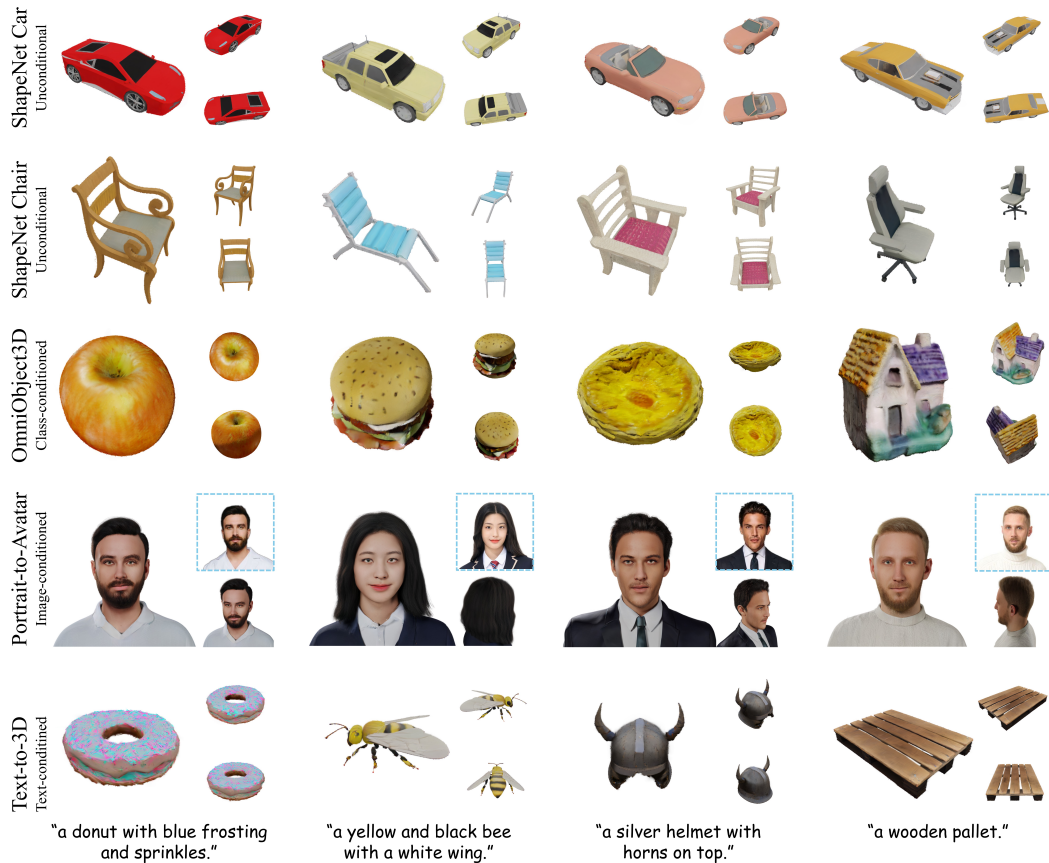 ShapeNet Car
Unconditional
ShapeNet Chair
Unconditional
OmniObject3D
Class-conditioned
Portrait-to-Avatar
Image-conditioned
Text-to-3D
Text-conditined
“a donut with blue frosting
and sprinkles.”
“a yellow and black bee
with a white wing.”
“a silver helmet with
horns on top.”
“a wooden pallet.”